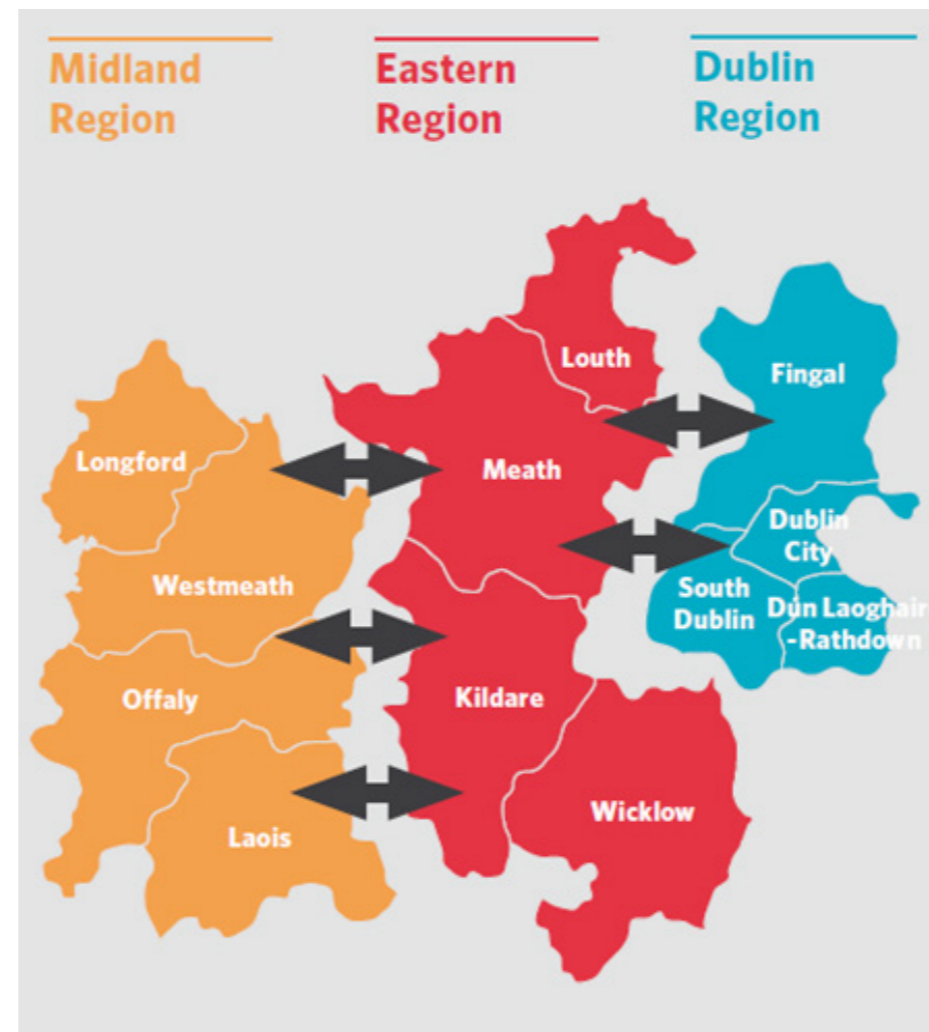 Midland
Region
Eastern
Region
Dublin
Region
Louth
Fingal
Longford
Meath
Dublin
City
Westmeath
South
Dublin
Dún Laoghair
-Rathdown
Offaly
Kildare
Wicklow
Laois